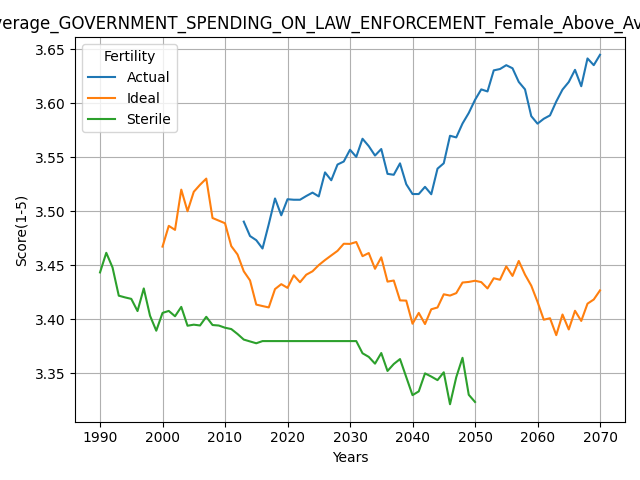 verage_GOVERNMENT_SPENDING_ON_LAW_ENFORCEMENT_Female_Above_Av
3.65
3.60
3.55
3.50
3.45
3.40
3.35
Score(1-5)
Fertility
Actual
Ideal
Sterile
1990 2000 2010 2020 2030 2040 2050 2060 2070
Years